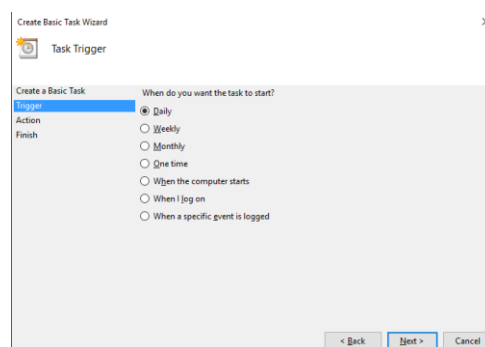 Create Basic Task Wizard
Task Trigger
Create a Basic Task
Trigger
Action
Finish
When do you want the task to start?
Daily
Weekly
Monthly
One time
When the computer starts
When I log on
When a specific event is logged
< Back Next > Cancel